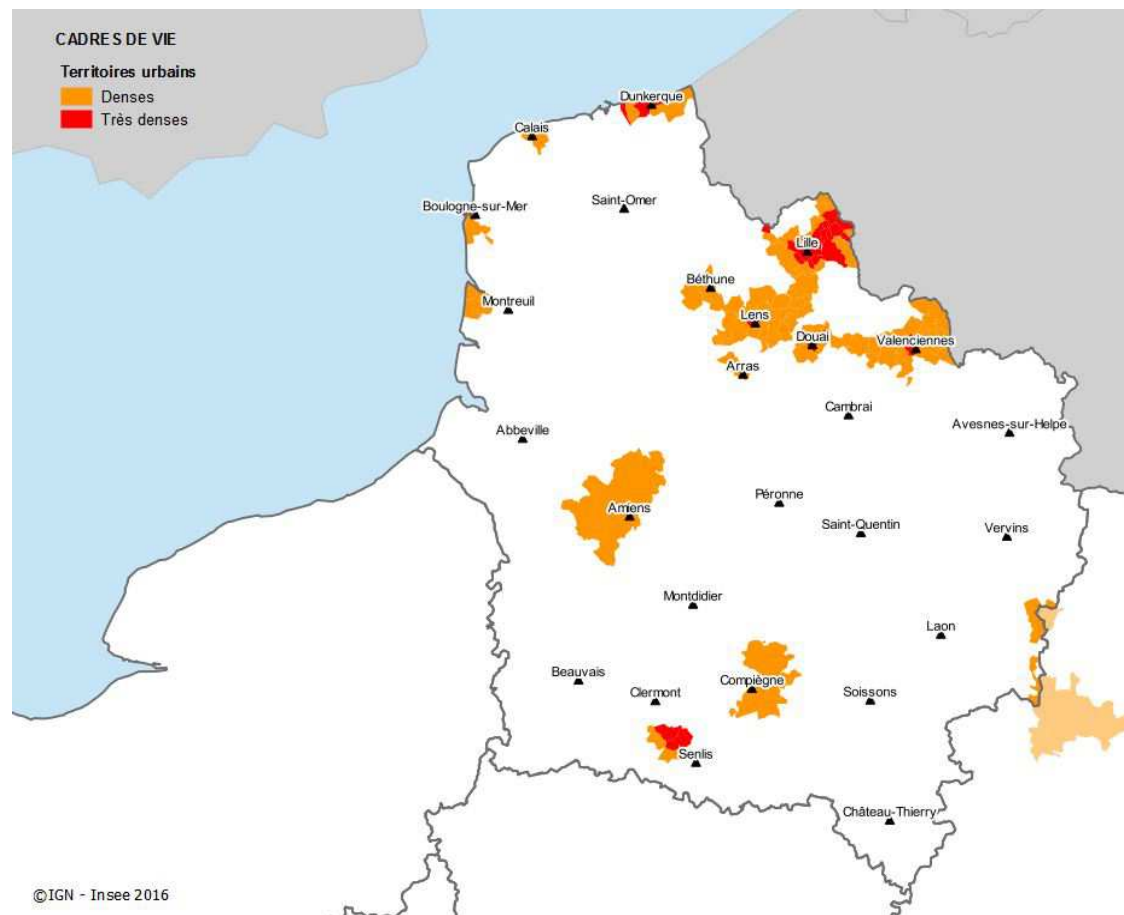 CADRES DE VIE
Territoires urbains
Denses
Très denses
Dunkerque
Calais
Saint-Omer
Boulogne-sur-Mer
Lille
Béthune
Montreuil
Lens
Douai
Valenciennes
Arras
Cambrai
Avesnes-sur-Helpe
Abbeville
Péronne
Amiens
Saint-Quentin
Vervins
Montdidier
Laon
Beauvais
Compiègne
Clermont
Soissons
Senlis
Château-Thierry
©IGN - Insee 2016